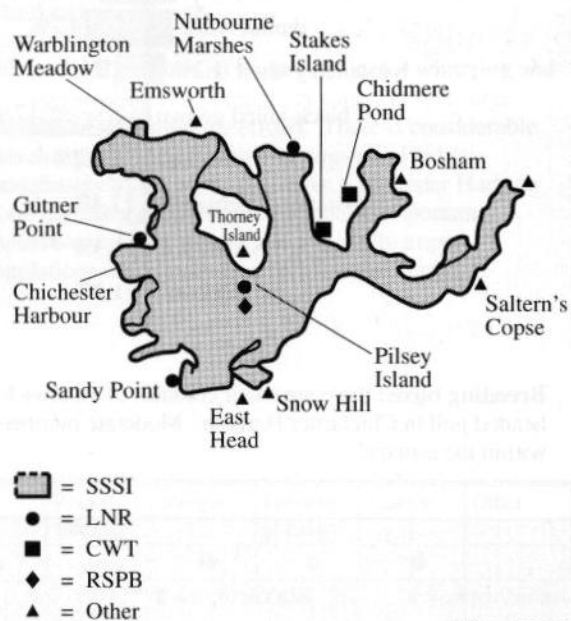 Nutbourne
Marshes
Warblington
Meadow
Stakes
Island
Emsworth
Chidmere
Pond
Bosham
Gutner
Point
Thorney
Island
Chichester
Harbour
Saltern's
Copse
Pilsey
Island
Sandy Point
Snow Hill
East
Head
= SSSI
= LNR
= CWT
= RSPB
= Other